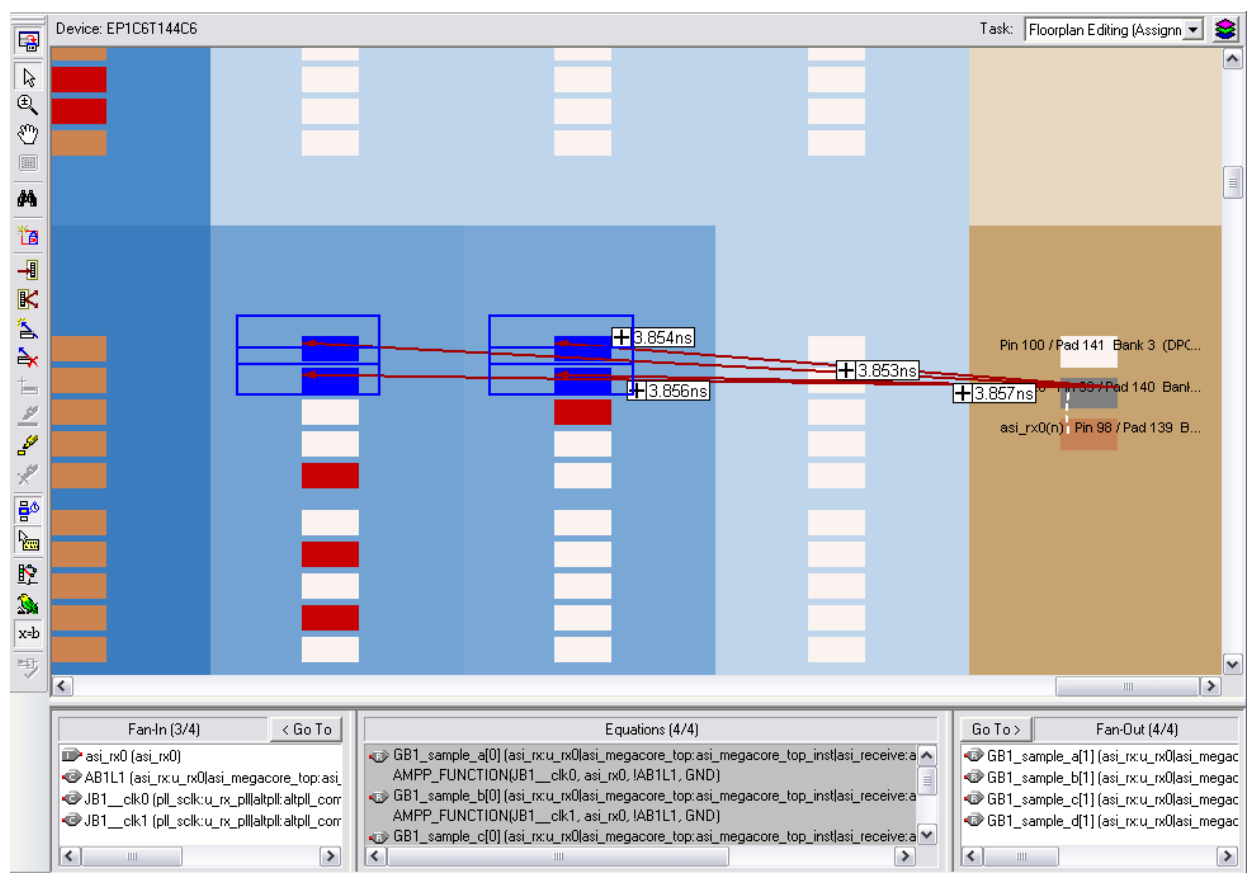 Device: EP1C6T144C6
Task: Floorplan Editing (Assignn
3.854ns
Pin 100 / Pad 141 Bank 3 (DPC...
3.853ns
3.856ns
3.857ns
Pad 140 Bank...
asi_rx0(n) Pin 98 / Pad 139 B...
x=b
Fan-In (3/4)
< Go To
asi_rx0 (asi_rx0)
AB1L1 (asi_rx:u_rx0|asi_megacore_top:asi_
JB1__clk0 (pll_sclk:u_rx_pll|altpll:altpll_com
JB1__clk1 (pll_sclk:u_rx_pll|altpll:altpll_com
Equations (4/4)
GB1_sample_a[0] (asi_rx:u_rx0|asi_megacore_top:asi_megacore_top_inst|asi_receive:a
AMPP_FUNCTION(JB1__clk0, asi_rx0, !AB1L1, GND)
GB1_sample_b[0] (asi_rx:u_rx0|asi_megacore_top:asi_megacore_top_inst|asi_receive:a
AMPP_FUNCTION(JB1__clk1, asi_rx0, !AB1L1, GND)
GB1_sample_c[0] (asi_rx:u_rx0|asi_megacore_top:asi_megacore_top_inst|asi_receive:a
Go To >
Fan-Out (4/4)
GB1_sample_a[1] (asi_rx:u_rx0|asi_megac
GB1_sample_b[1] (asi_rx:u_rx0|asi_megac
GB1_sample_c[1] (asi_rx:u_rx0|asi_megac
GB1_sample_d[1] (asi_rx:u_rx0|asi_megac